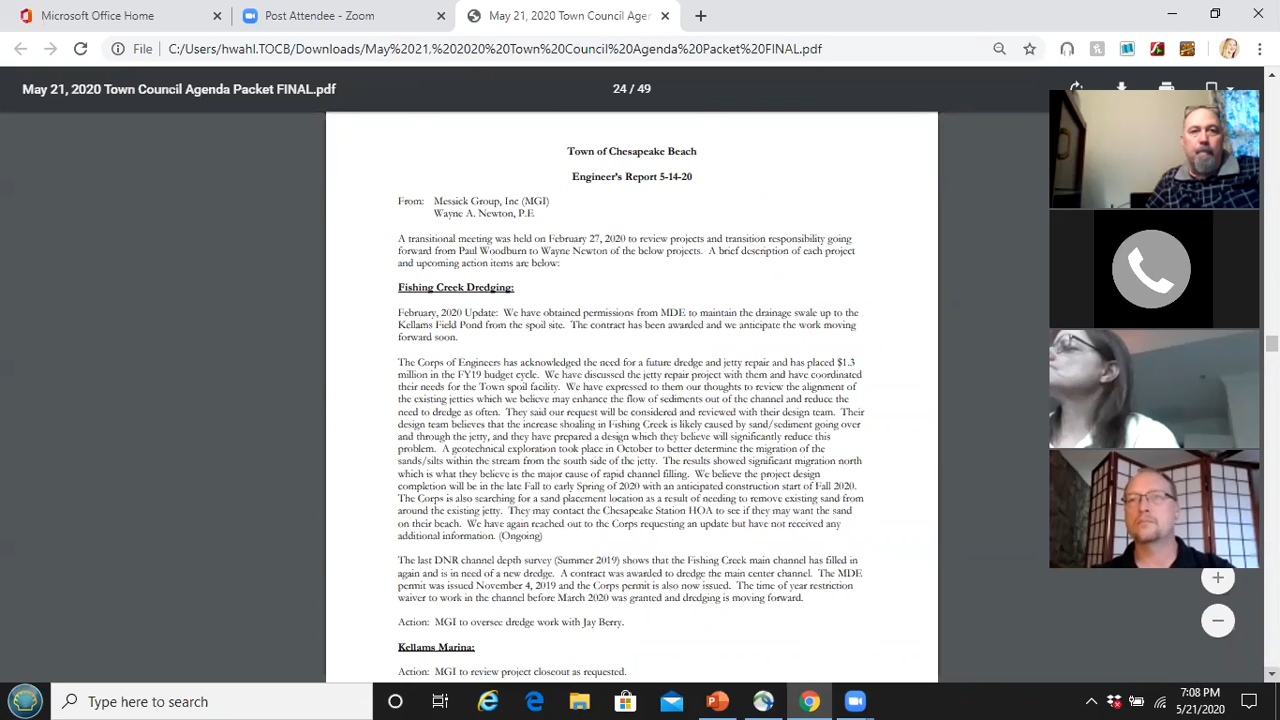 Microsoft Office Home
Post Attendee - Zoom
May 21, 2020 Town Council Agen
File
C:/Users/hwahl.TOCB/Downloads/May%2021,%202020%20Town%20Council%20Agenda%20Packet%20FINAL.pdf
May 21, 2020 Town Council Agenda Packet FINAL.pdf
24 / 49
Town of Chesapeake Beach
Engineer's Report 5-14-20
From: Messick Group, Inc (MGI)
Wayne A. Newton, P.E
A transitional meeting was held on February 27, 2020 to review projects and transition responsibility going
forward from Paul Woodburn to Wayne Newton of the below projects. A brief description of each project
and upcoming action items are below:
Fishing Creek Dredging:
February, 2020 Update: We have obtained permissions from MDE to maintain the drainage swale up to the
Kellams Field Pond from the spoil site. The contract has been awarded and we anticipate the work moving
forward soon.
The Corps of Engineers has acknowledged the need for a future dredge and jetty repair and has placed $1.3
million in the FY19 budget cycle. We have discussed the jetty repair project with them and have coordinated
their needs for the Town spoil facility. We have expressed to them our thoughts to review the alignment of
the existing jetties which we believe may enhance the flow of sediments out of the channel and reduce the
need to dredge as often. They said our request will be considered and reviewed with their design team. Their
design team believes that the increase shoaling in Fishing Creek is likely caused by sand/sediment going over
and through the jetty, and they have prepared a design which they believe will significantly reduce this
problem. A geotechnical exploration took place in October to better determine the migration of the
sands/silts within the stream from the south side of the jetty. The results showed significant migration north
which is what they believe is the major cause of rapid channel filling. We believe the project design
completion will be in the late Fall to early Spring of 2020 with an anticipated construction start of Fall 2020.
The Corps is also searching for a sand placement location as a result of needing to remove existing sand from
around the existing jetty. They may contact the Chesapeake Station HOA to see if they may want the sand
on their beach. We have again reached out to the Corps requesting an update but have not received any
additional information. (Ongoing)
The last DNR channel depth survey (Summer 2019) shows that the Fishing Creek main channel has filled in
again and is in need of a new dredge. A contract was awarded to dredge the main center channel. The MDE
permit was issued November 4, 2019 and the Corps permit is also now issued. The time of year restriction
waiver to work in the channel before March 2020 was granted and dredging is moving forward.
Action: MGI to oversee dredge work with Jay Berry.
Kellams Marina:
Action: MGI to review project closeout as requested.
Type here to search
7:08 PM
5/21/2020